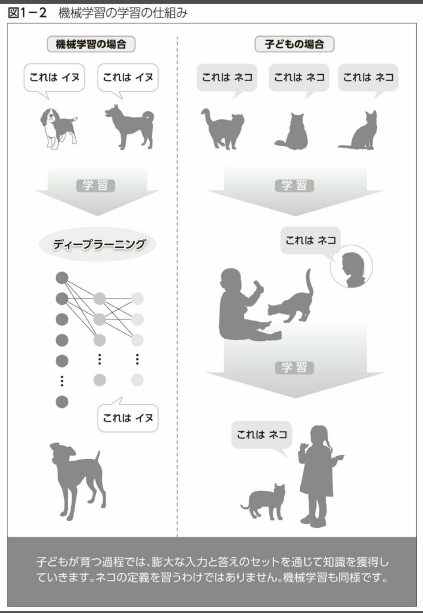 図1−2 機械学習の学習の仕組み
機械学習の場合
これは イヌ
これは イヌ
学習
ディープラーニング
これは イヌ
子どもの場合
これは ネコ
これは ネコ
これは ネコ
学習
これは ネコ
学習
これは ネコ
子どもが育つ過程では、膨大な入力と答えのセットを通じて知識を獲得し
ていきます。ネコの定義を習うわけではありません。機械学習も同様です。